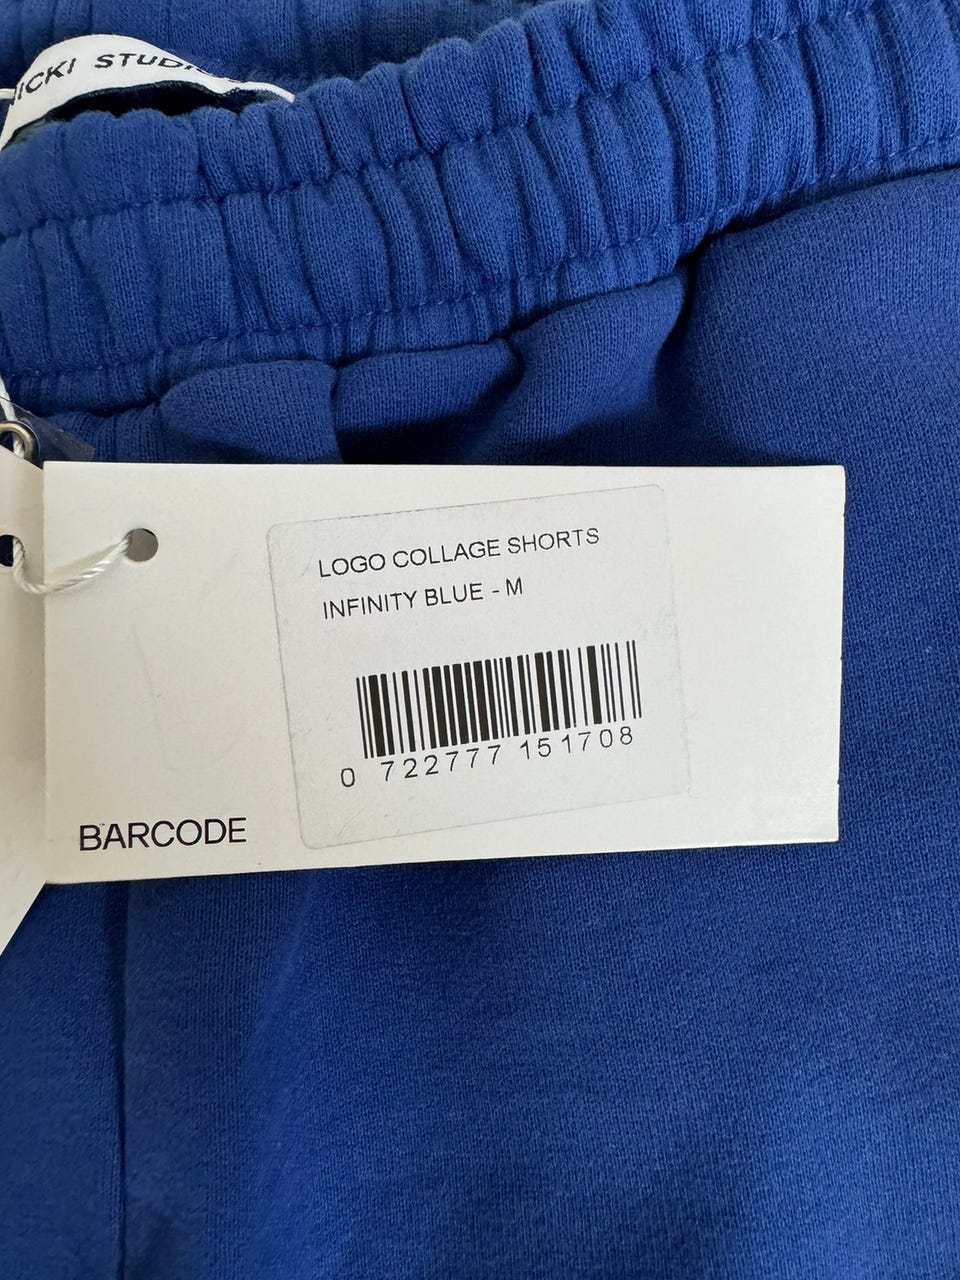 LOGO COLLAGE SHORTS
INFINITY BLUE - M
0 722777 151708
BARCODE